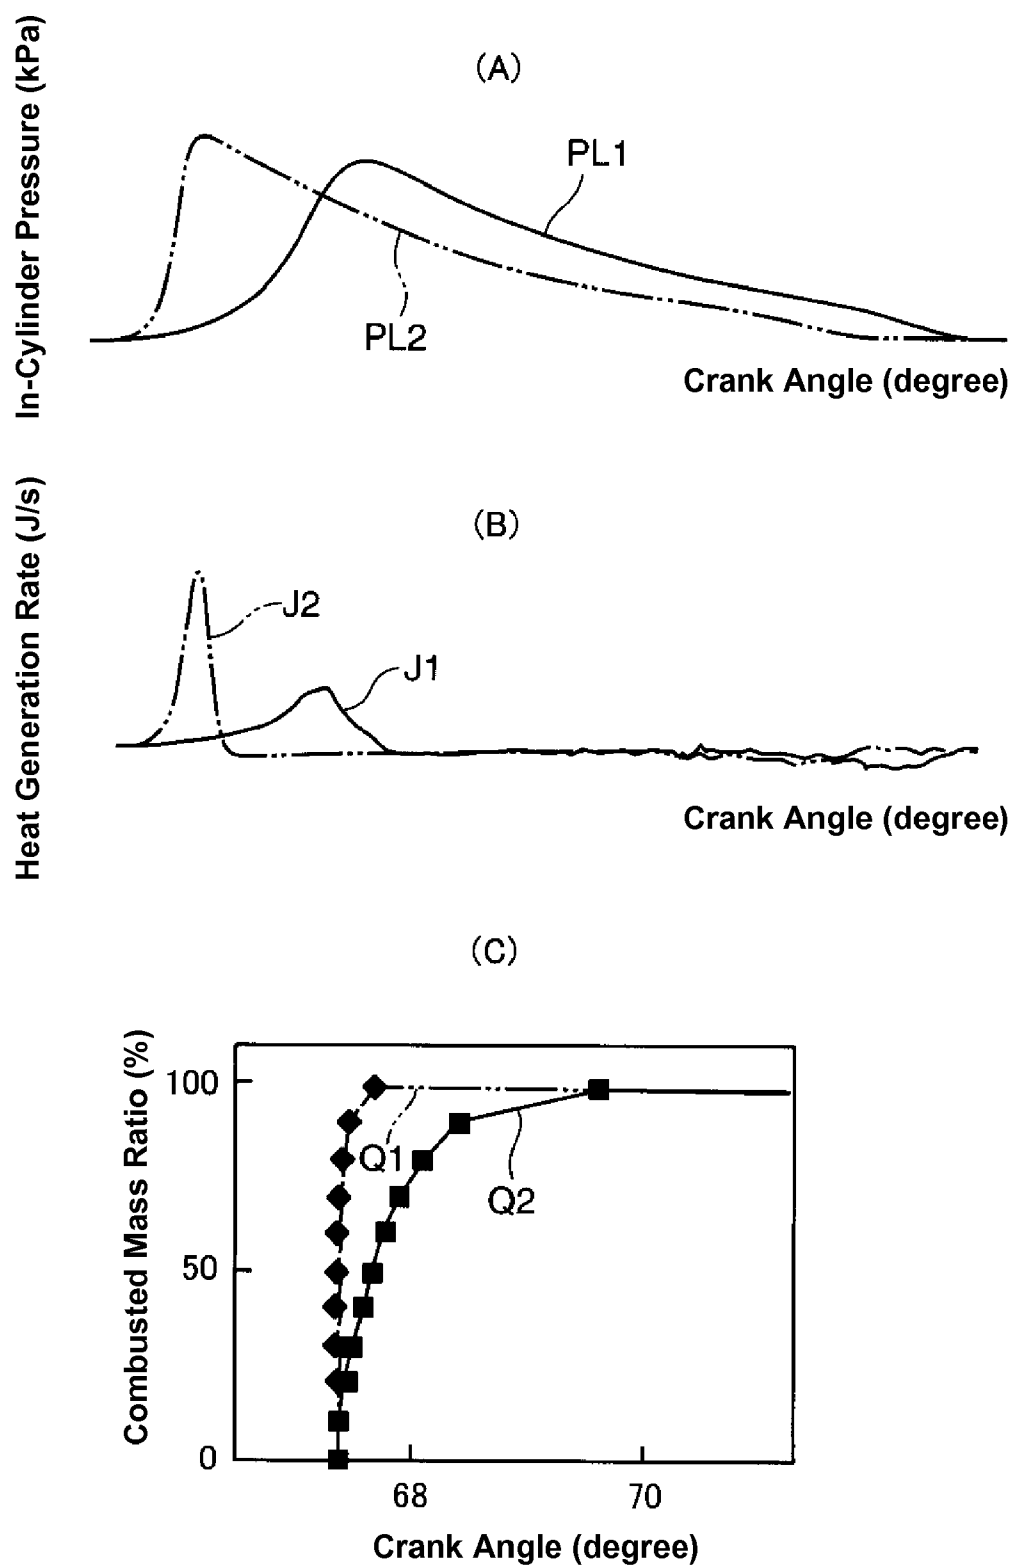 (A)
In-Cylinder Pressure (kPa)
PL1
PL2
Crank Angle (degree)
(B)
Heat Generation Rate (J/s)
J2
J1
Crank Angle (degree)
(C)
Combusted Mass Ratio (%)
100
Q1
Q2
50
0
68
70
Crank Angle (degree)